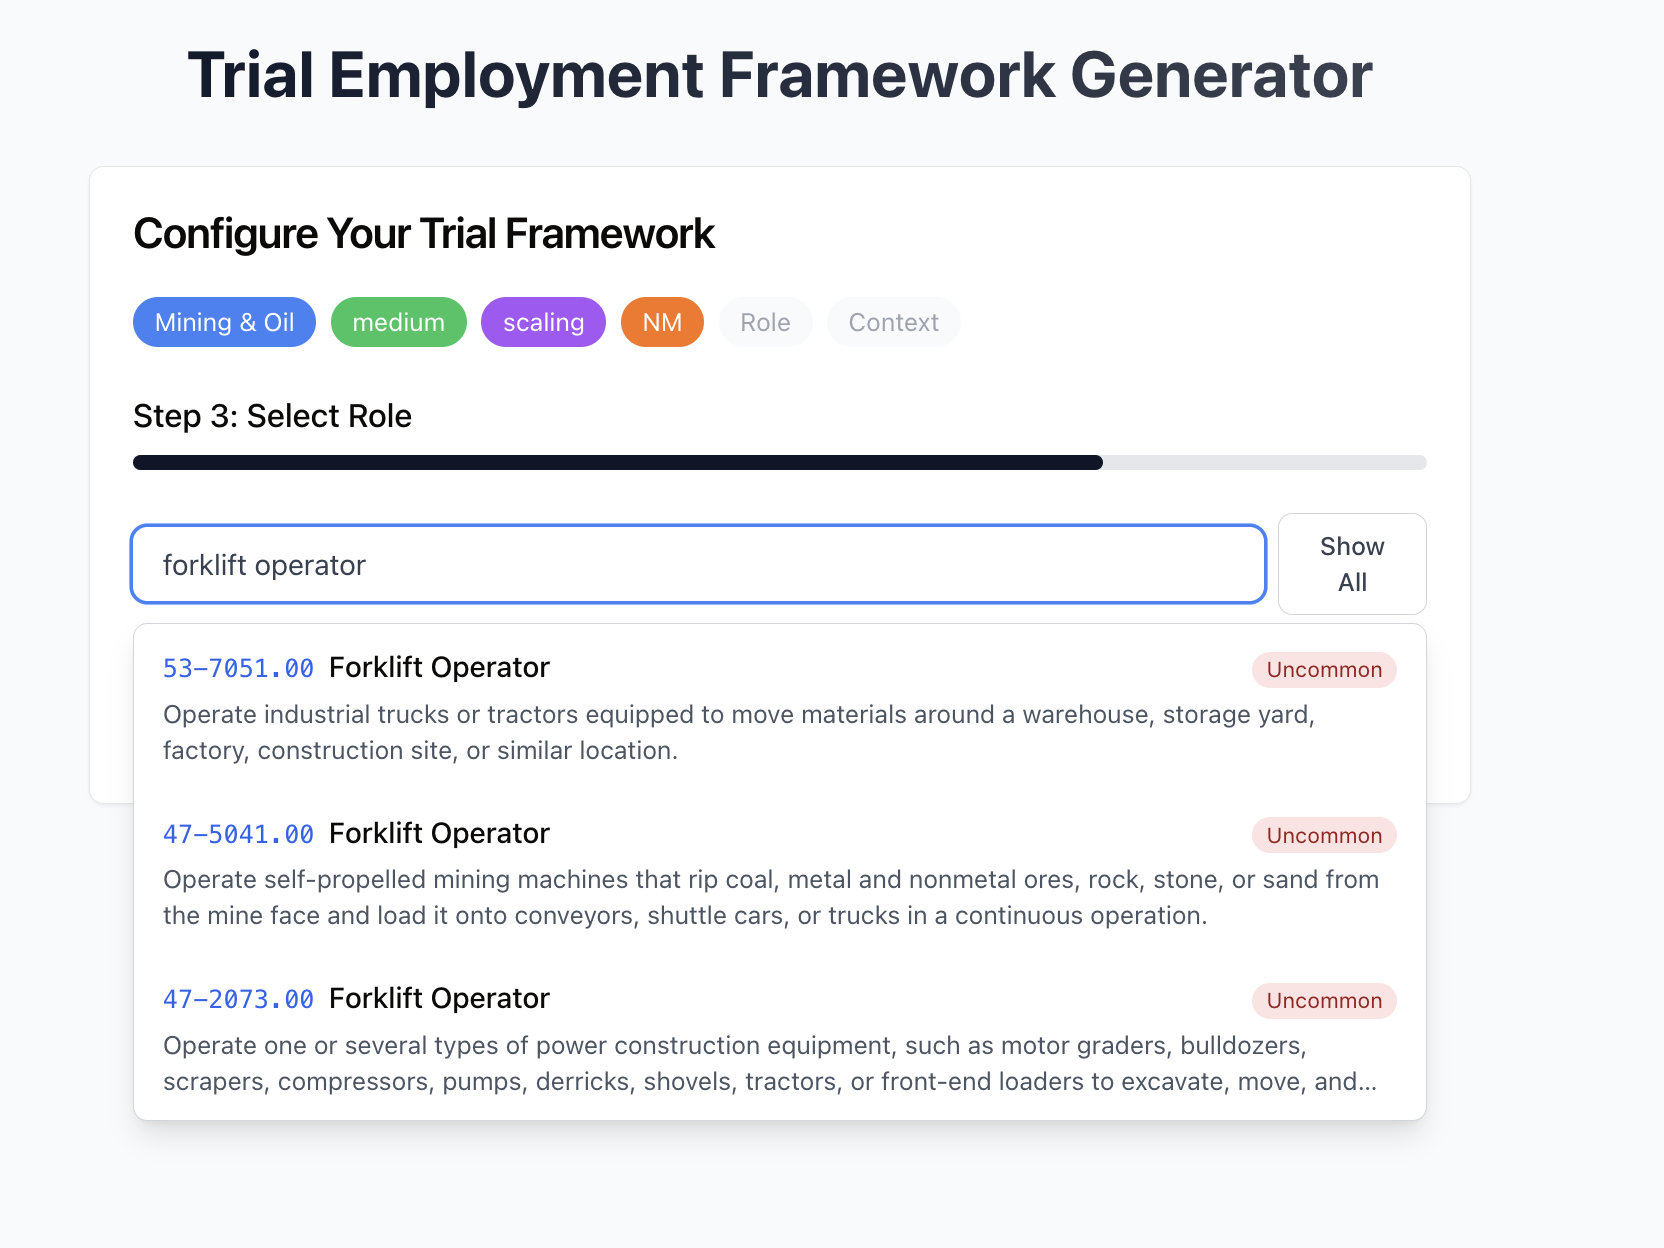 Trial Employment Framework Generator
Configure Your Trial Framework
Mining & Oil medium scaling NM Role Context
Step 3: Select Role
forklift operator
Show
All
53-7051.00 Forklift Operator Uncommon
Operate industrial trucks or tractors equipped to move materials around a warehouse, storage yard,
factory, construction site, or similar location.
47-5041.00 Forklift Operator Uncommon
Operate self-propelled mining machines that rip coal, metal and nonmetal ores, rock, stone, or sand from
the mine face and load it onto conveyors, shuttle cars, or trucks in a continuous operation.
47-2073.00 Forklift Operator Uncommon
Operate one or several types of power construction equipment, such as motor graders, bulldozers,
scrapers, compressors, pumps, derricks, shovels, tractors, or front-end loaders to excavate, move, and...